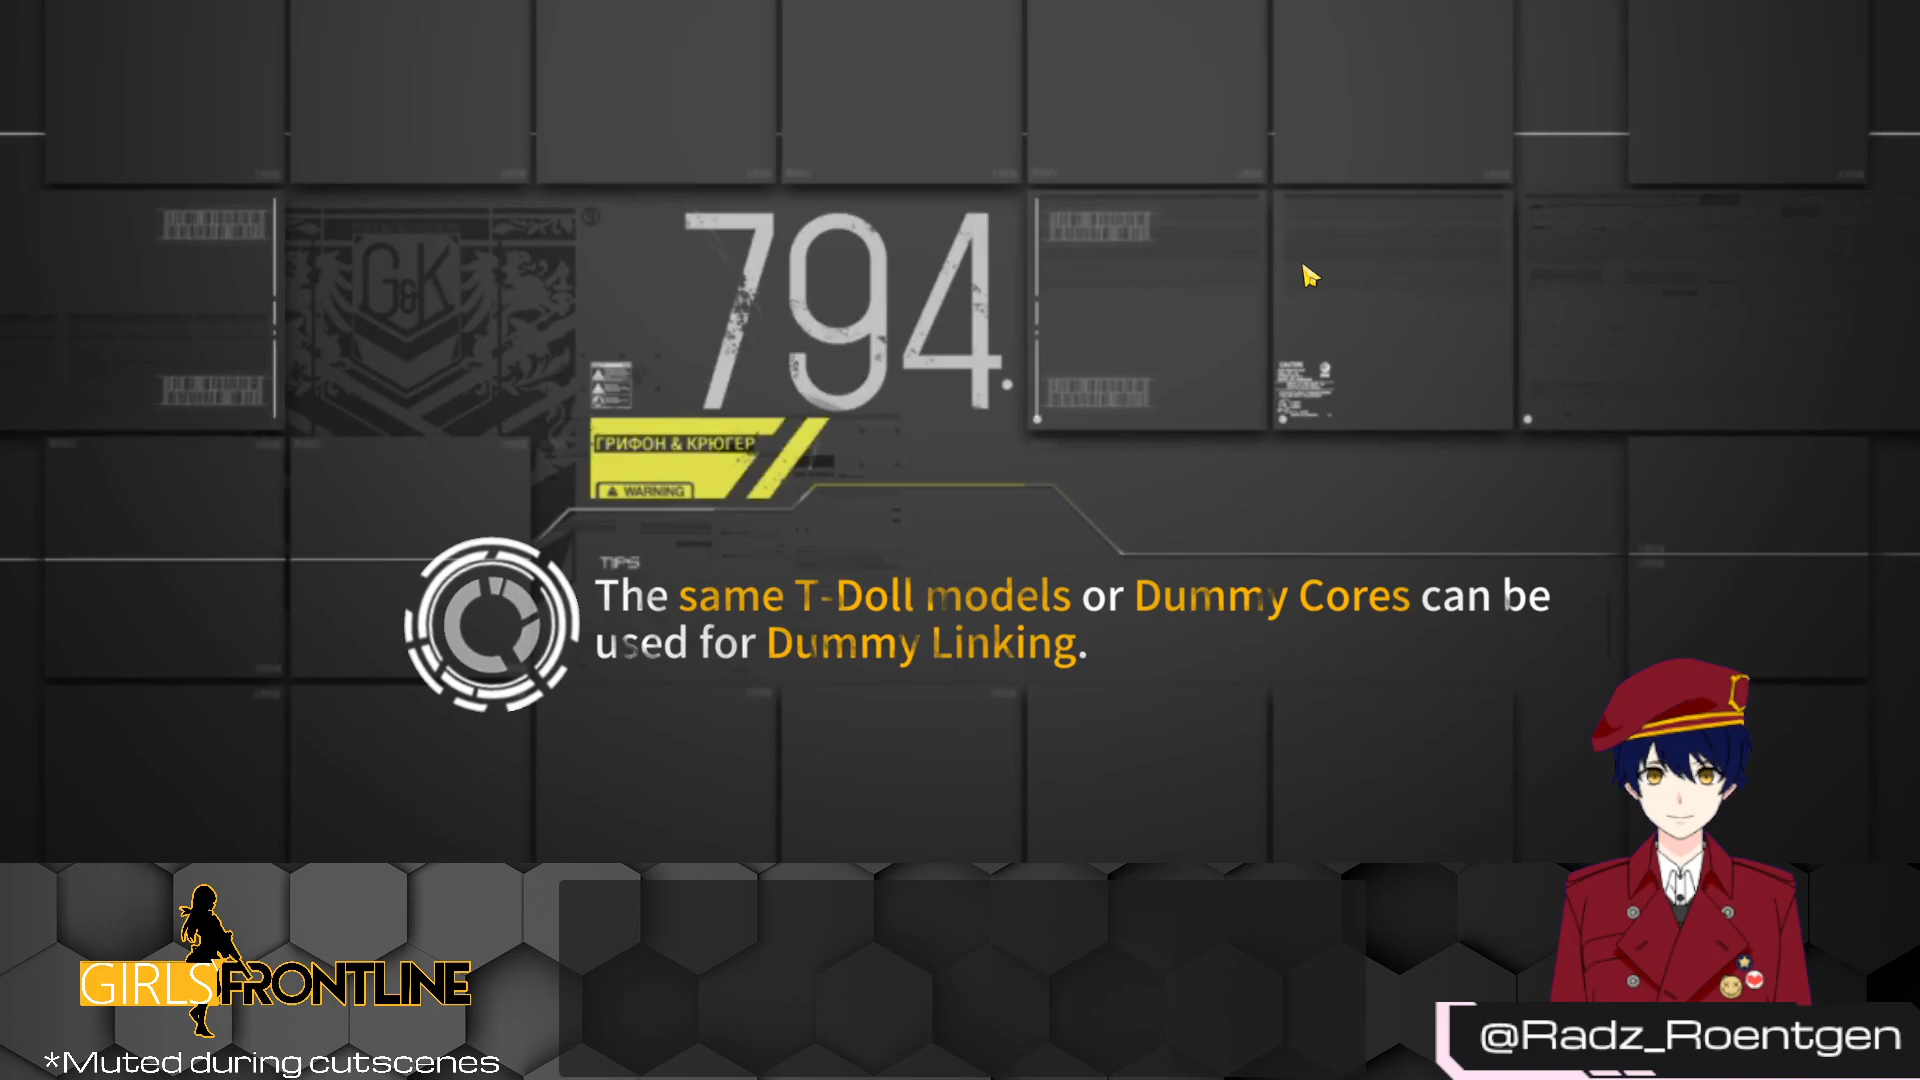 G&K
794.
ГРИФОН & КРЮГЕР
WARNING
TIPS
The same T-Doll models or Dummy Cores can be
used for Dummy Linking.
GIRLS FRONTLINE
*Muted during cutscenes
@Radz_Roentgen